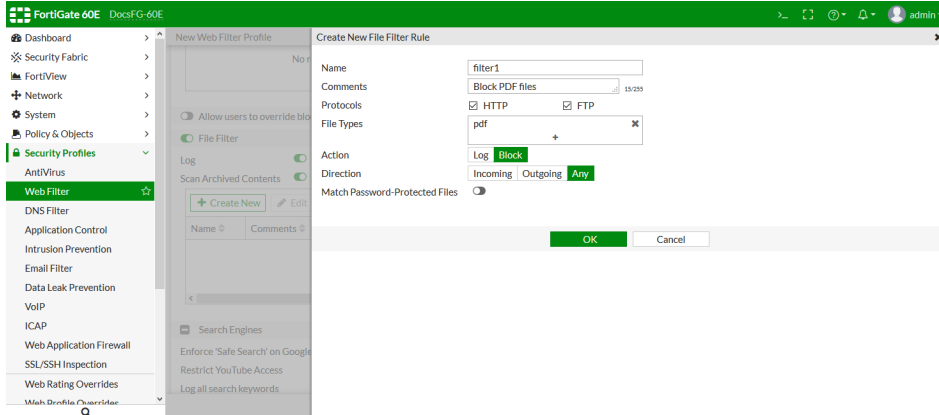 FortiGate 60E DocsFG-60E
>_ admin
Dashboard
Security Fabric
FortiView
Network
System
Policy & Objects
Security Profiles
AntiVirus
Web Filter
DNS Filter
Application Control
Intrusion Prevention
Email Filter
Data Leak Prevention
VoIP
ICAP
Web Application Firewall
SSL/SSH Inspection
Web Rating Overrides
Web Profile Overrides
New Web Filter Profile
No r
Allow users to override blo
File Filter
Log
Scan Archived Contents
+ Create New Edit
Name Comments
Search Engines
Enforce 'Safe Search' on Google
Restrict YouTube Access
Log all search keywords
Create New File Filter Rule
Name filter1
Comments Block PDF files 15/255
Protocols HTTP FTP
File Types pdf
+
Action Log Block
Direction Incoming Outgoing Any
Match Password-Protected Files
OK Cancel